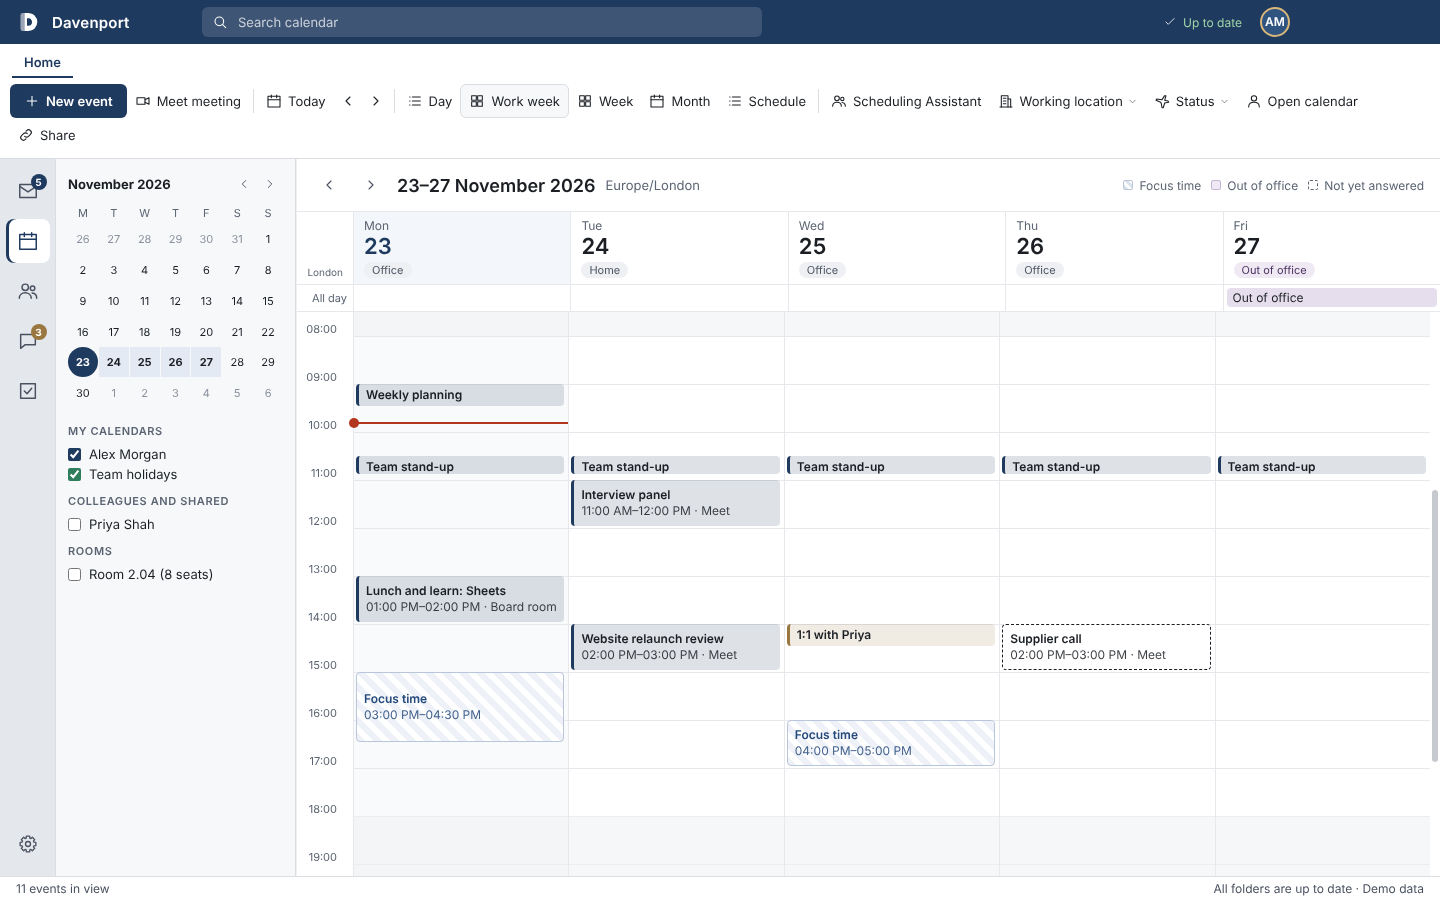 Davenport
Search calendar
Up to date
AM
Home
New event
Meet meeting
Today
Day
Work week
Week
Month
Schedule
Scheduling Assistant
Working location
Status
Open calendar
Share
5
3
November 2026
M T W T F S S
26 27 28 29 30 31 1
2 3 4 5 6 7 8
9 10 11 12 13 14 15
16 17 18 19 20 21 22
23 24 25 26 27 28 29
30 1 2 3 4 5 6
MY CALENDARS
Alex Morgan
Team holidays
COLLEAGUES AND SHARED
Priya Shah
ROOMS
Room 2.04 (8 seats)
23–27 November 2026 Europe/London
Focus time
Out of office
Not yet answered
London
Mon
23
Office
Tue
24
Home
Wed
25
Office
Thu
26
Office
Fri
27
Out of office
All day
Out of office
08:00
09:00
10:00
11:00
12:00
13:00
14:00
15:00
16:00
17:00
18:00
19:00
Weekly planning
Team stand-up
Lunch and learn: Sheets
01:00 PM–02:00 PM · Board room
Focus time
03:00 PM–04:30 PM
Team stand-up
Interview panel
11:00 AM–12:00 PM · Meet
Website relaunch review
02:00 PM–03:00 PM · Meet
Team stand-up
1:1 with Priya
Focus time
04:00 PM–05:00 PM
Team stand-up
Supplier call
02:00 PM–03:00 PM · Meet
Team stand-up
11 events in view
All folders are up to date · Demo data